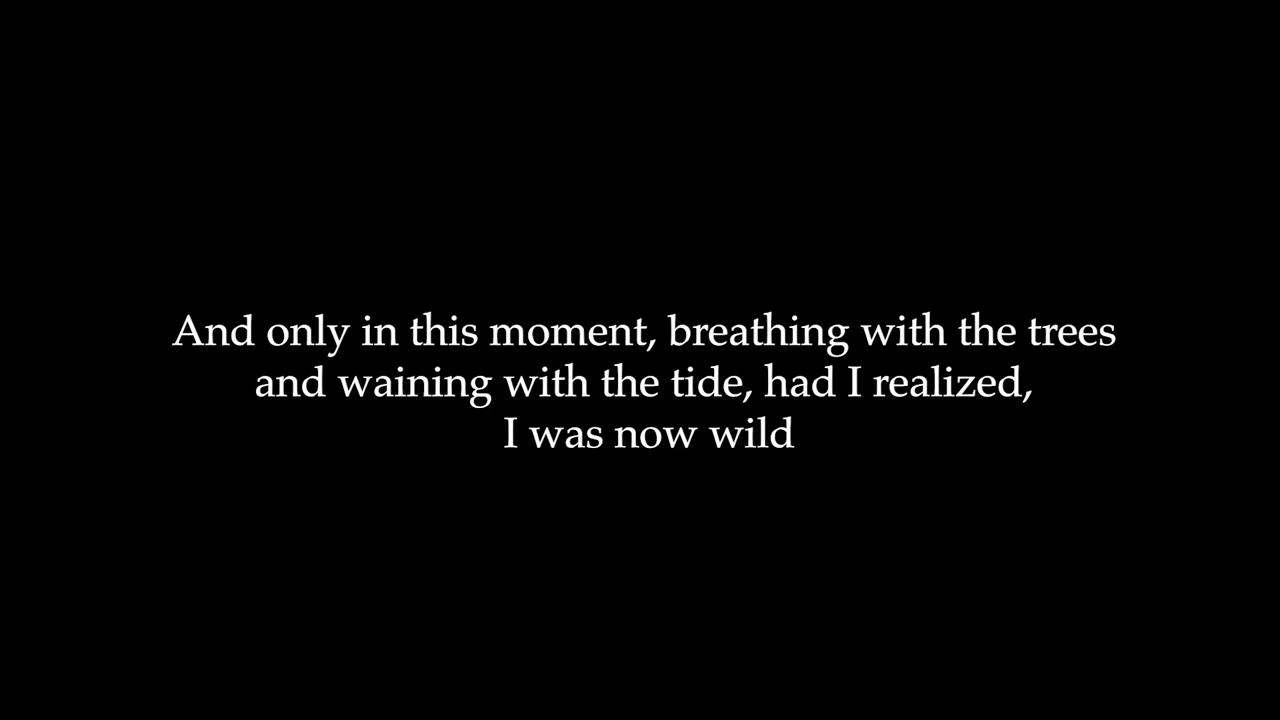 And only in this moment, breathing with the trees
and waining with the tide, had I realized,
I was now wild